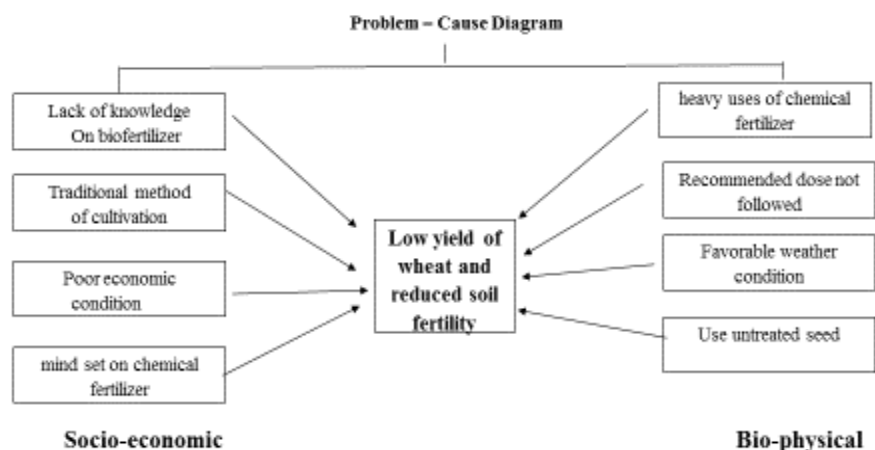 Problem – Cause Diagram
Lack of knowledge
On biofertilizer
Traditional method
of cultivation
Poor economic
condition
mind set on chemical
fertilizer
Low yield of
wheat and
reduced soil
fertility
heavy uses of chemical
fertilizer
Recommended dose not
followed
Favorable weather
condition
Use untreated seed
Socio-economic
Bio-physical